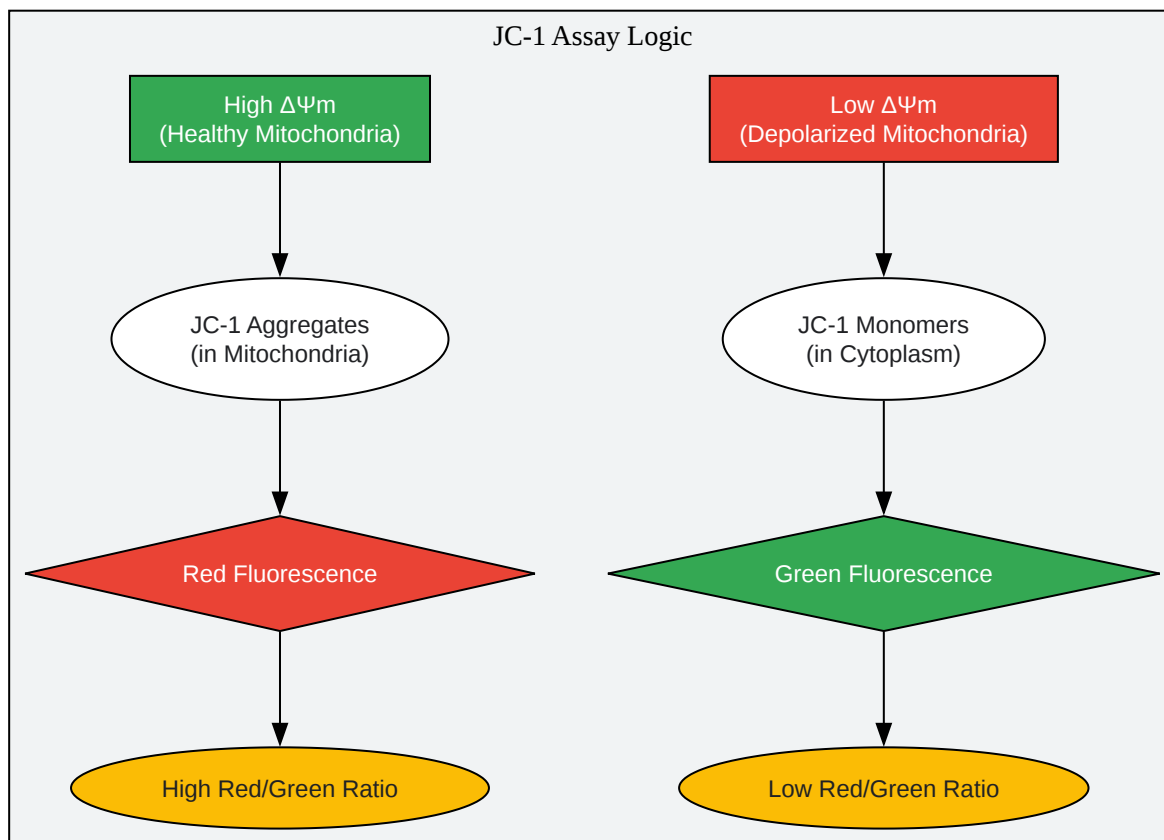 JC-1 Assay Logic
High ΔΨm
(Healthy Mitochondria)
Low ΔΨm
(Depolarized Mitochondria)
JC-1 Aggregates
(in Mitochondria)
JC-1 Monomers
(in Cytoplasm)
Red Fluorescence
Green Fluorescence
High Red/Green Ratio
Low Red/Green Ratio